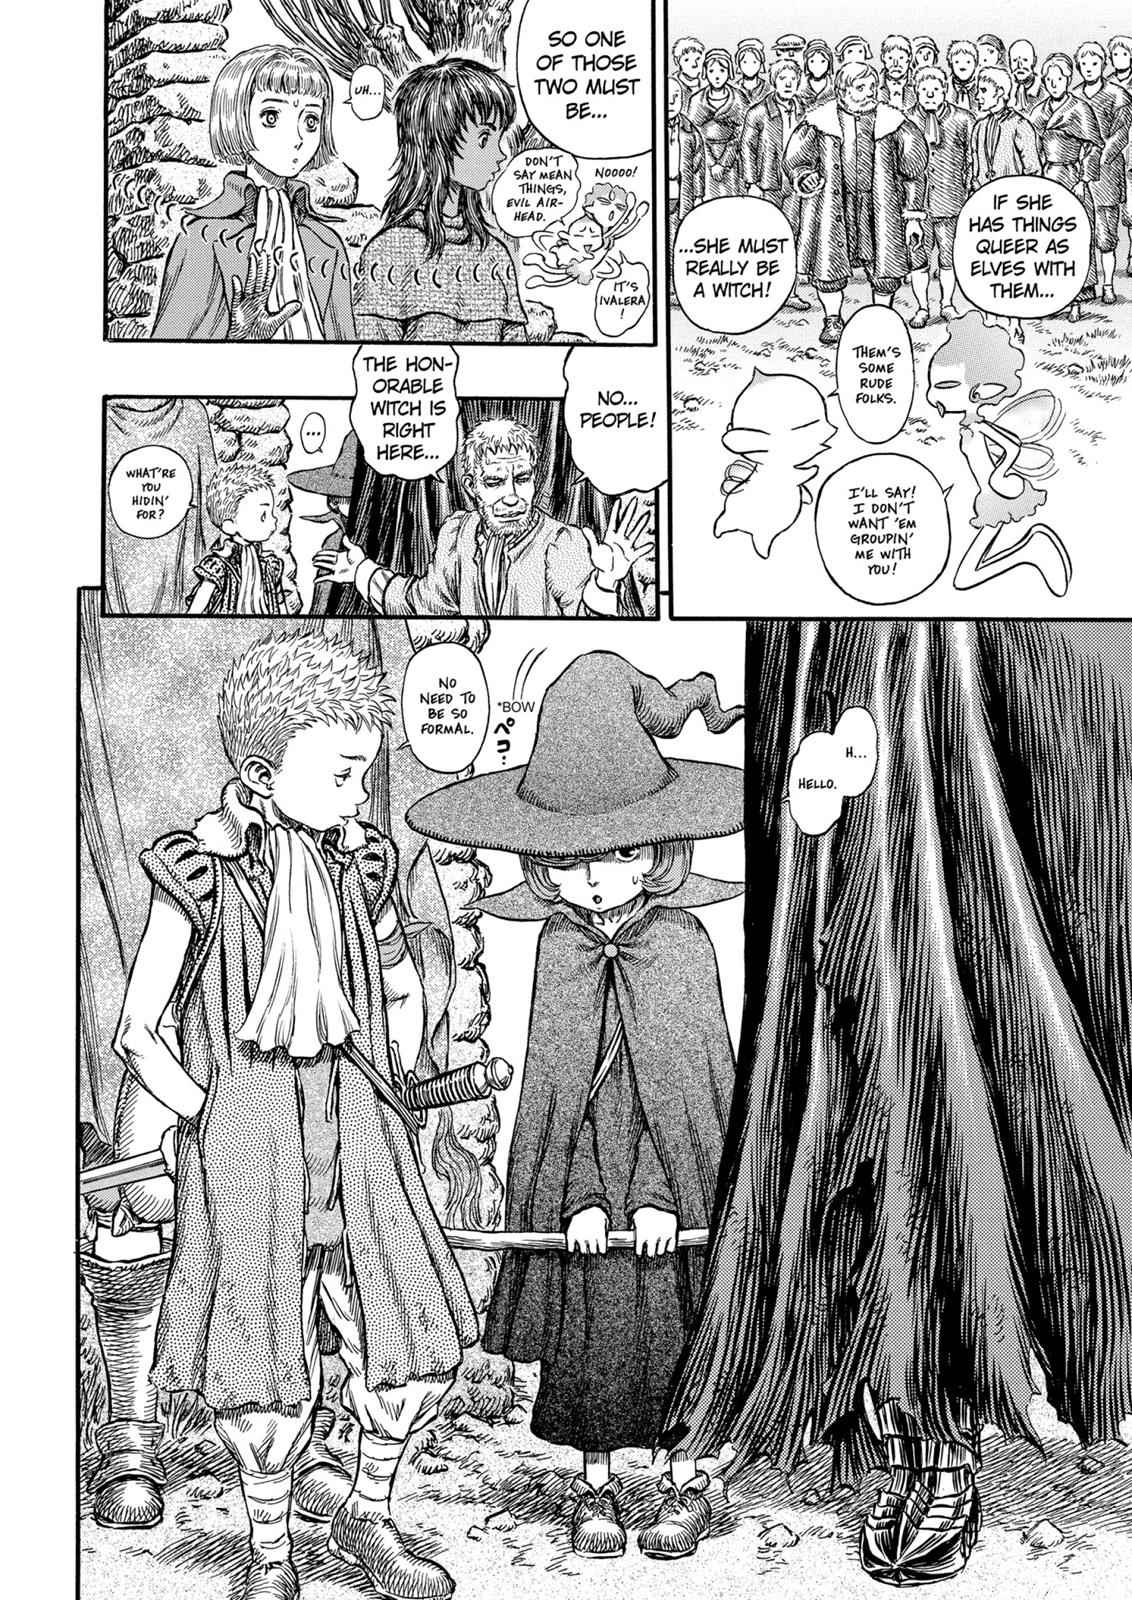 IF SHE
HAS THINGS
QUEER AS
ELVES WITH
THEM...
...SHE MUST
REALLY BE
A WITCH!
THEM'S
SOME
RUDE
FOLKS.
I'LL SAY!
I DON'T
WANT 'EM
GROUPIN'
ME WITH
YOU!
SO ONE
OF THOSE
TWO MUST
BE...
UH...
NOOOO!
DON'T
SAY MEAN
THINGS,
EVIL AIR-
HEAD.
IT'S
IVALERA
!
NO...
PEOPLE!
THE HON-
ORABLE
WITCH IS
RIGHT
HERE...
...
WHAT'RE
YOU
HIDIN'
FOR?
H...
HELLO.
*BOW
ペコ…
NO
NEED TO
BE SO
FORMAL.